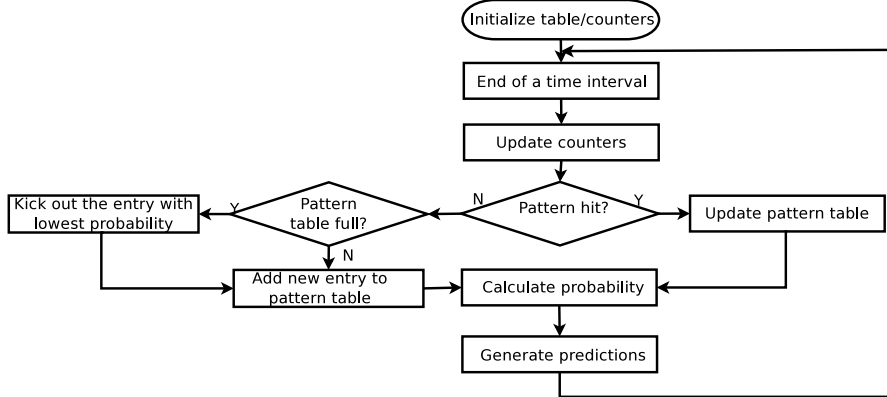 Initialize table/counters
End of a time interval
Update counters
Pattern hit?
N
Y
Pattern
table full?
Y
N
Kick out the entry with
lowest probability
Update pattern table
Add new entry to
pattern table
Calculate probability
Generate predictions